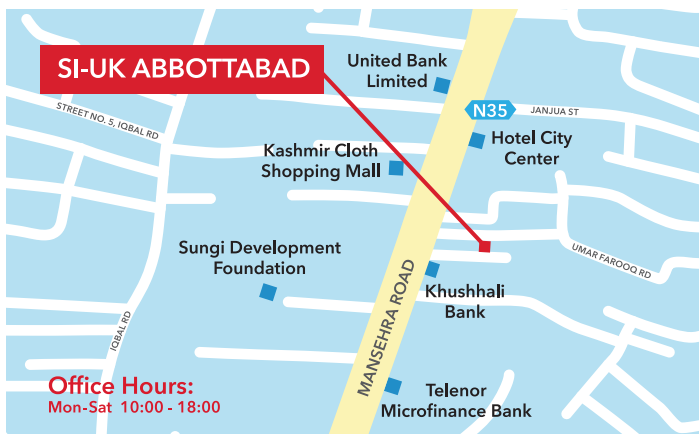 SI-UK ABBOTTABAD
United Bank
Limited
N35
JANJUA ST
STREET NO. 5, IQBAL RD
Hotel City
Center
Kashmir Cloth
Shopping Mall
Sungi Development
Foundation
UMAR FAROOQ RD
MANSEHRA ROAD
Khushhali
Bank
IQBAL RD
Office Hours:
Mon-Sat 10:00 - 18:00
Telenor
Microfinance Bank